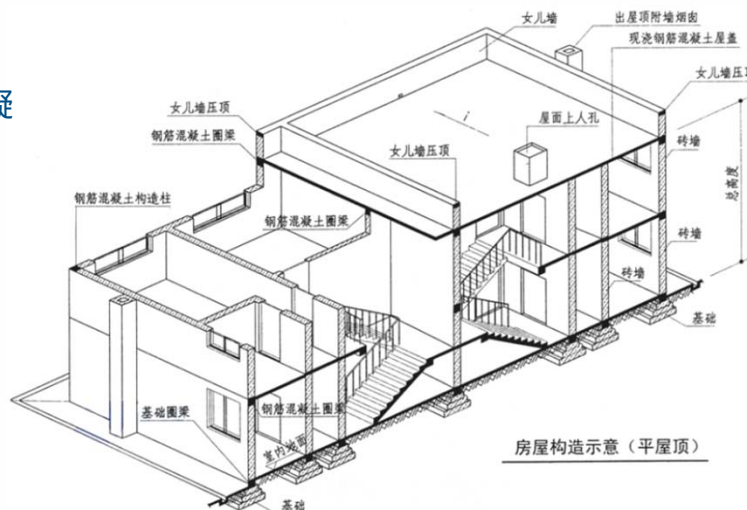 凝
女儿墙
出屋顶附墙烟囱
现浇钢筋混凝土屋盖
女儿墙压顶
女儿墙压顶
钢筋混凝土圈梁
女儿墙压顶
屋面上人孔
i
砖墙
总高度
钢筋混凝土构造柱
钢筋混凝土圈梁
砖墙
砖墙
基础
基础圈梁
钢筋混凝土圈梁
室内地面
基础
房屋构造示意（平屋顶）